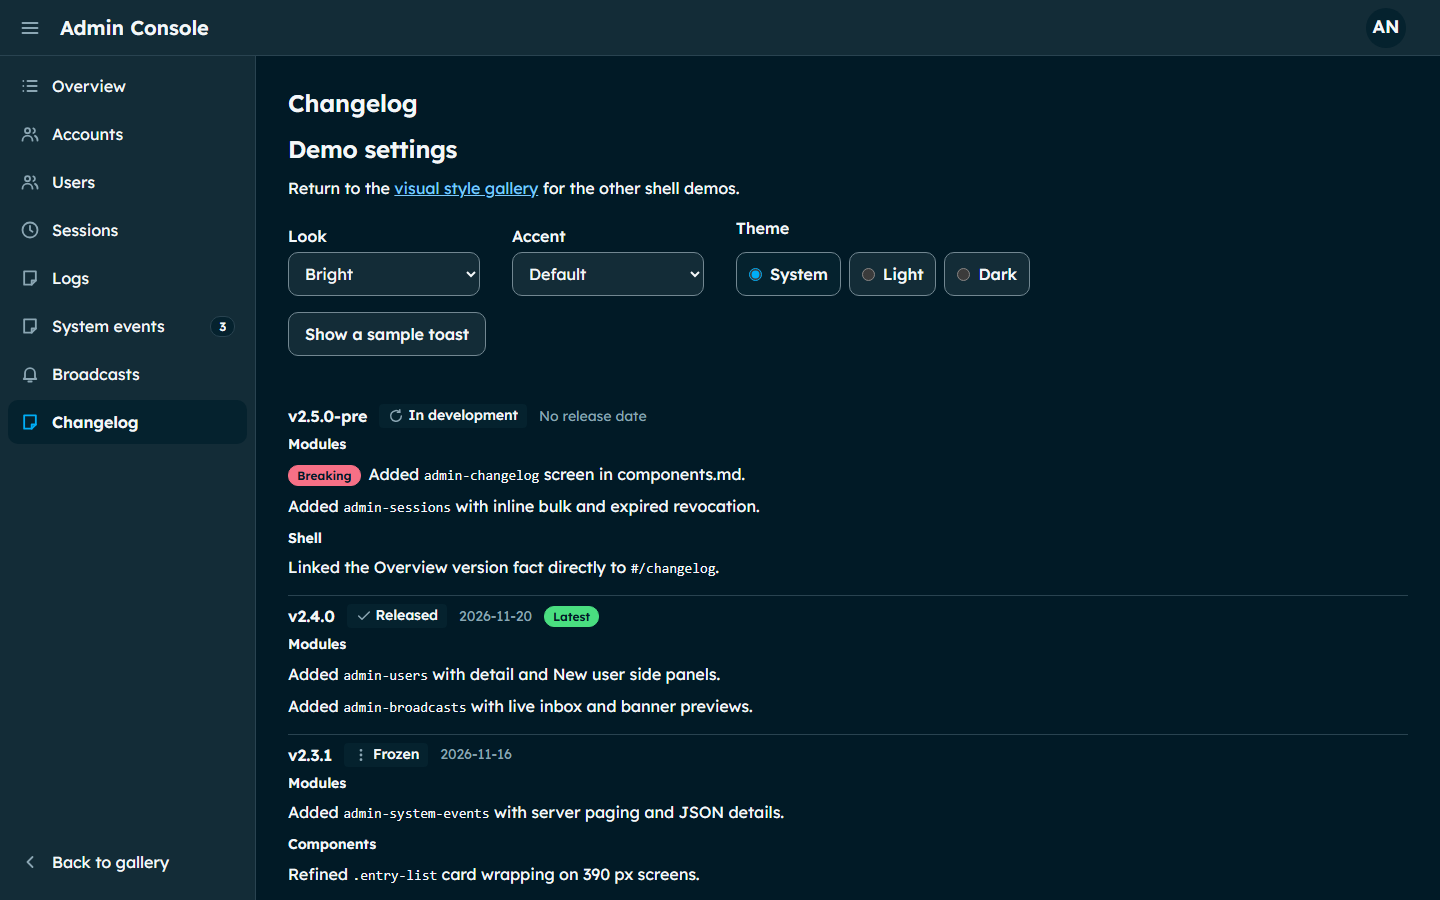 Admin Console
AN
Overview
Accounts
Users
Sessions
Logs
System events 3
Broadcasts
Changelog
Back to gallery
Changelog
Demo settings
Return to the visual style gallery for the other shell demos.
Look
Bright
Accent
Default
Theme
System
Light
Dark
Show a sample toast
v2.5.0-pre In development No release date
Modules
Breaking Added admin-changelog screen in components.md.
Added admin-sessions with inline bulk and expired revocation.
Shell
Linked the Overview version fact directly to #/changelog.
v2.4.0 Released 2026-11-20 Latest
Modules
Added admin-users with detail and New user side panels.
Added admin-broadcasts with live inbox and banner previews.
v2.3.1 Frozen 2026-11-16
Modules
Added admin-system-events with server paging and JSON details.
Components
Refined .entry-list card wrapping on 390 px screens.